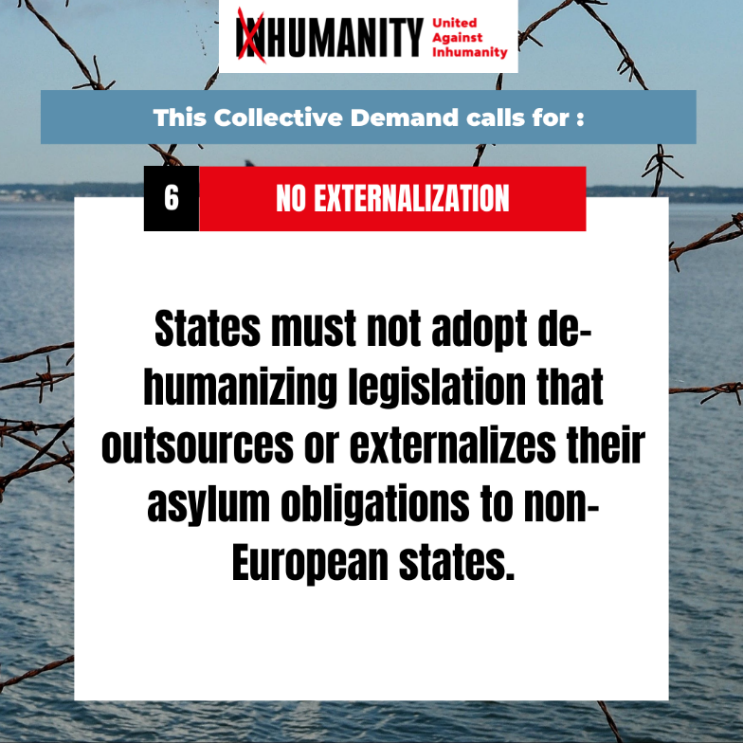 INHUMANITY
United
Against
Inhumanity
This Collective Demand calls for :
6
NO EXTERNALIZATION
States must not adopt de-
humanizing legislation that
outsources or externalizes their
asylum obligations to non-
European states.